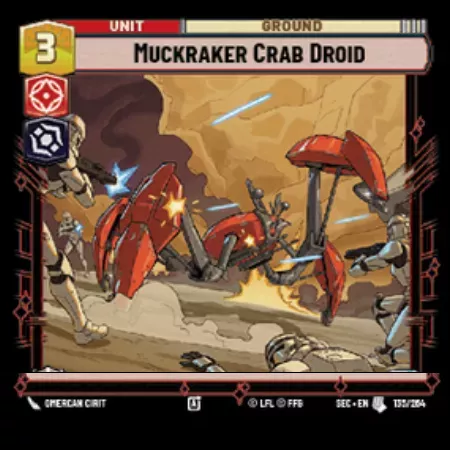 UNIT GROUND
3 MUCKRAKER CRAB DROID
OMERCAN CIRIT © LFL © FFG SEC • EN 135/264